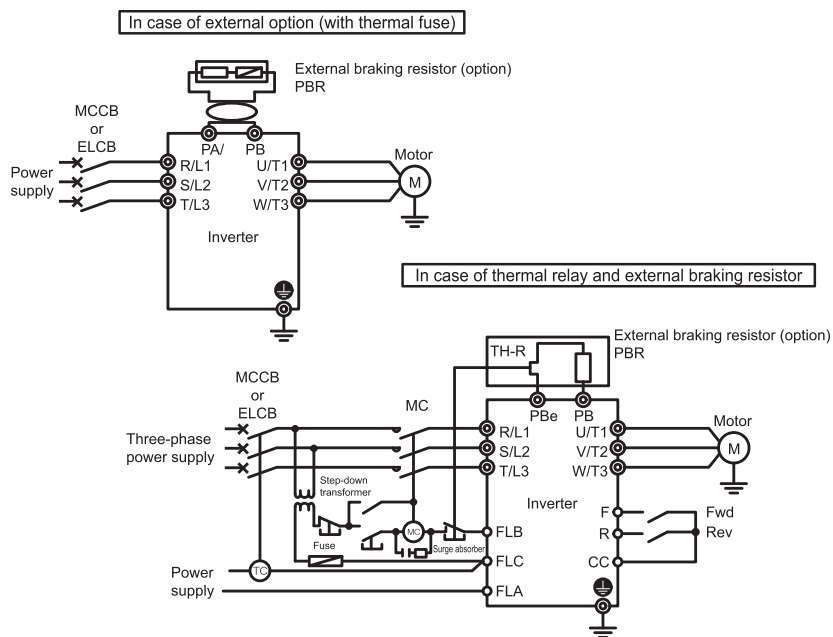 In case of external option (with thermal fuse)
External braking resistor (option)
PBR
MCCB
or
ELCB
PA/
PB
Power
supply
R/L1
S/L2
T/L3
U/T1
V/T2
W/T3
Motor
M
Inverter
In case of thermal relay and external braking resistor
External braking resistor (option)
PBR
TH-R
MCCB
or
ELCB
MC
PBe
PB
Three-phase
power supply
R/L1
S/L2
T/L3
U/T1
V/T2
W/T3
Motor
M
Step-down
transformer
Inverter
F
Fwd
R
Rev
MC
FLB
Surge absorber
Fuse
FLC
CC
Power
supply
TC
FLA